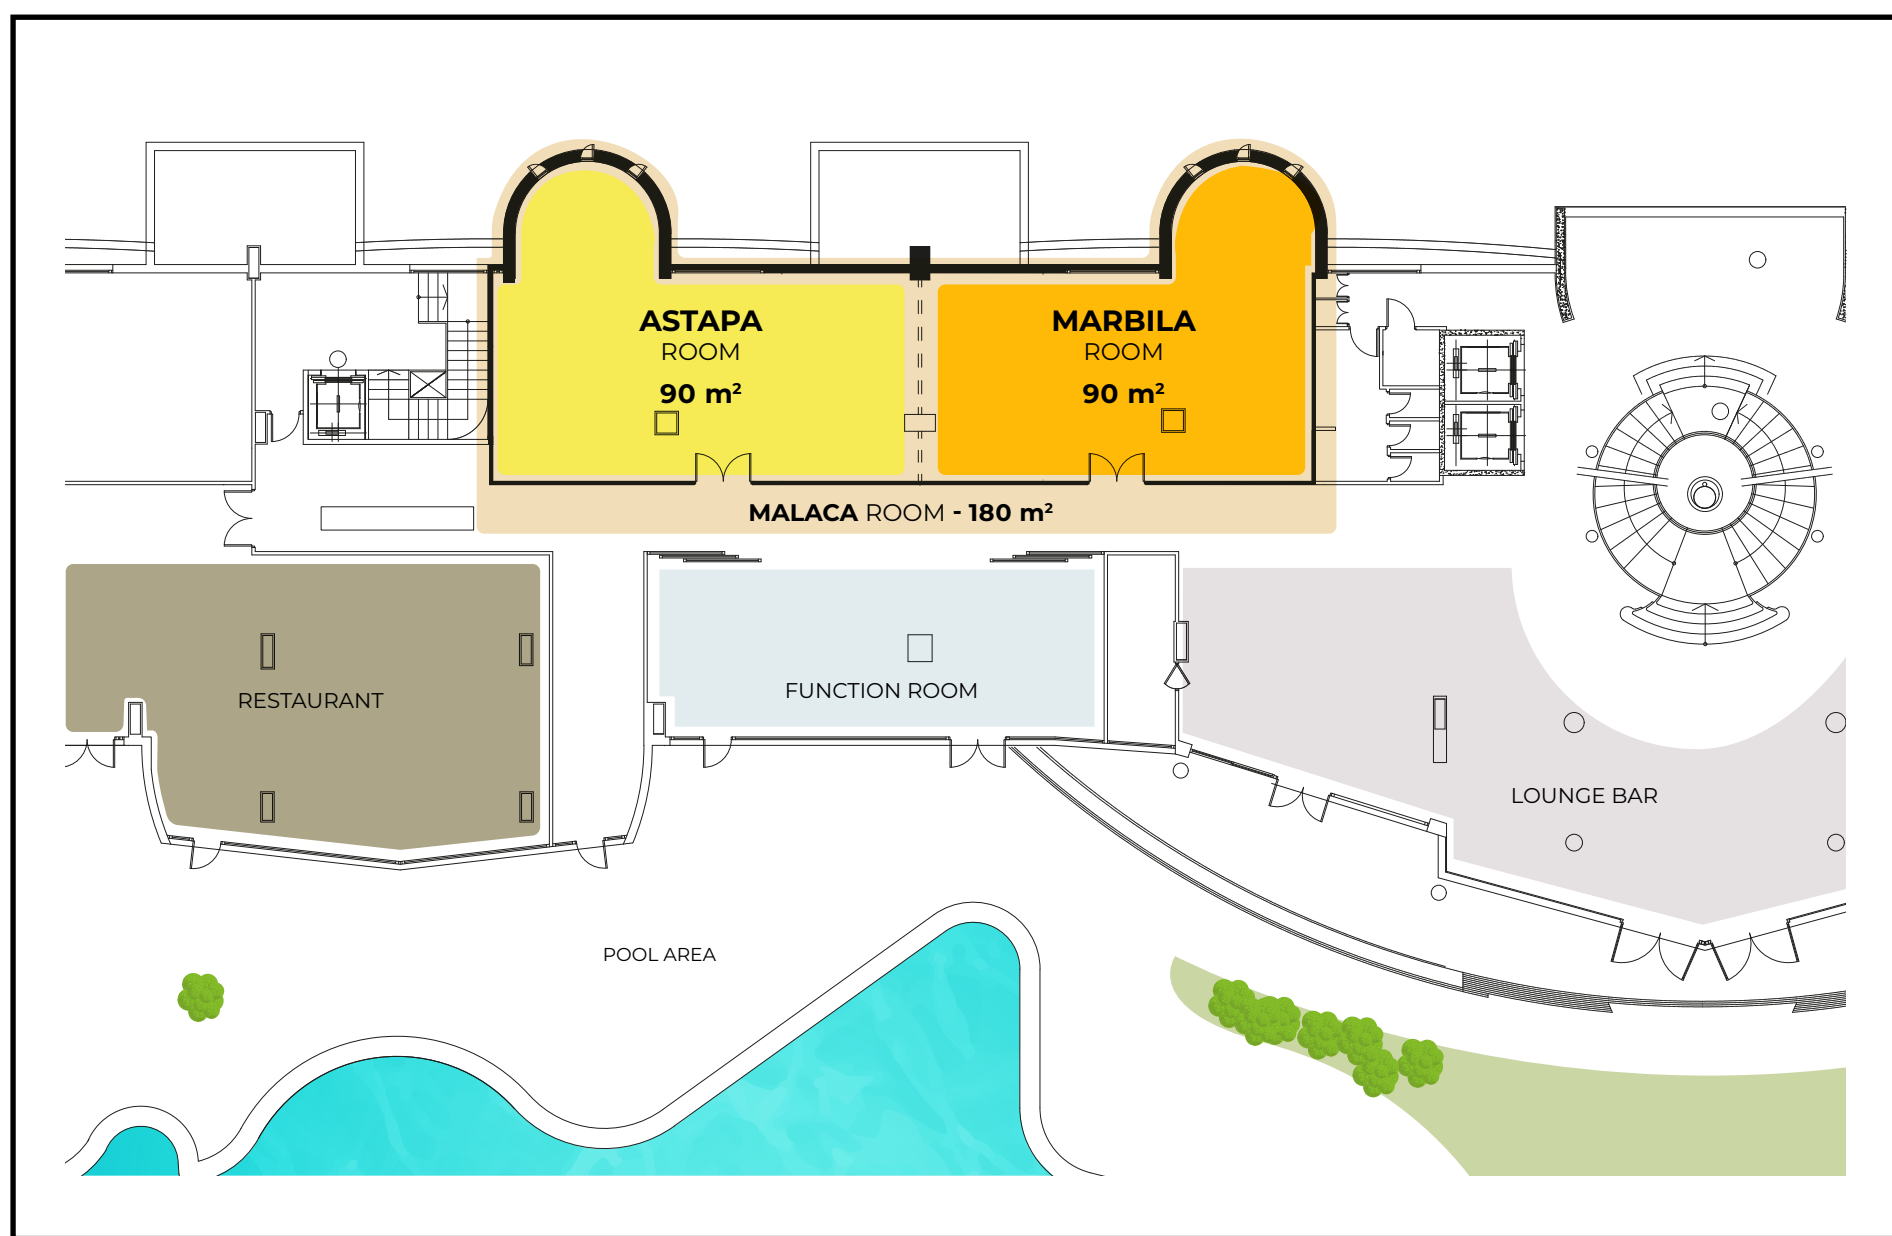 ASTAPA
ROOM
90 m²
MARBILA
ROOM
90 m²
MALACA ROOM - 180 m²
RESTAURANT
FUNCTION ROOM
LOUNGE BAR
POOL AREA